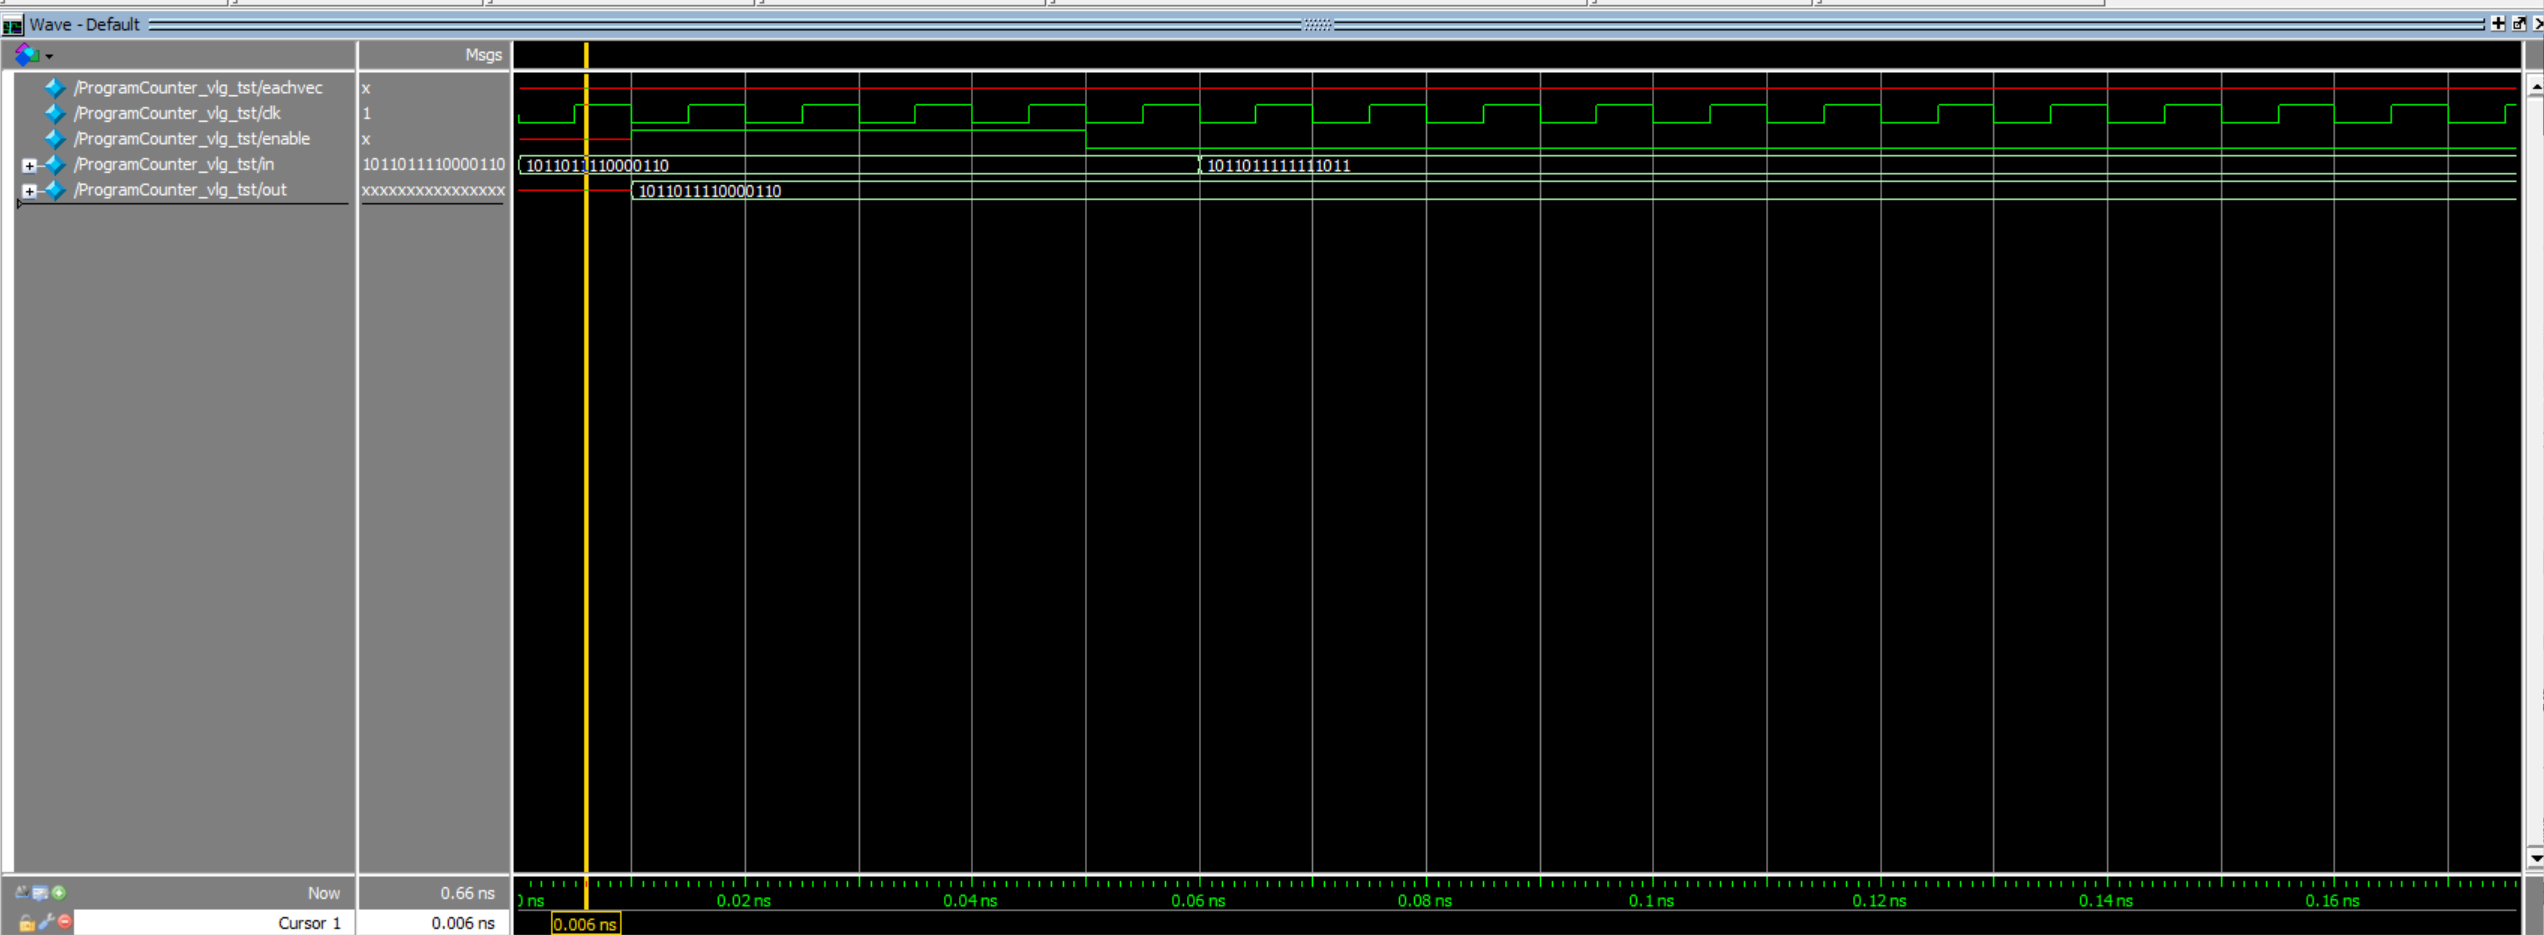 Wave - Default
Msgs
/ProgramCounter_vlg_tst/eachvec x
/ProgramCounter_vlg_tst/clk 1
/ProgramCounter_vlg_tst/enable x
/ProgramCounter_vlg_tst/in 1011011110000110 1011011110000110 1011011111111011
/ProgramCounter_vlg_tst/out xxxxxxxxxxxxxxxx 1011011110000110
Now 0.66 ns ns 0.02 ns 0.04 ns 0.06 ns 0.08 ns 0.1 ns 0.12 ns 0.14 ns 0.16 ns
Cursor 1 0.006 ns 0.006 ns